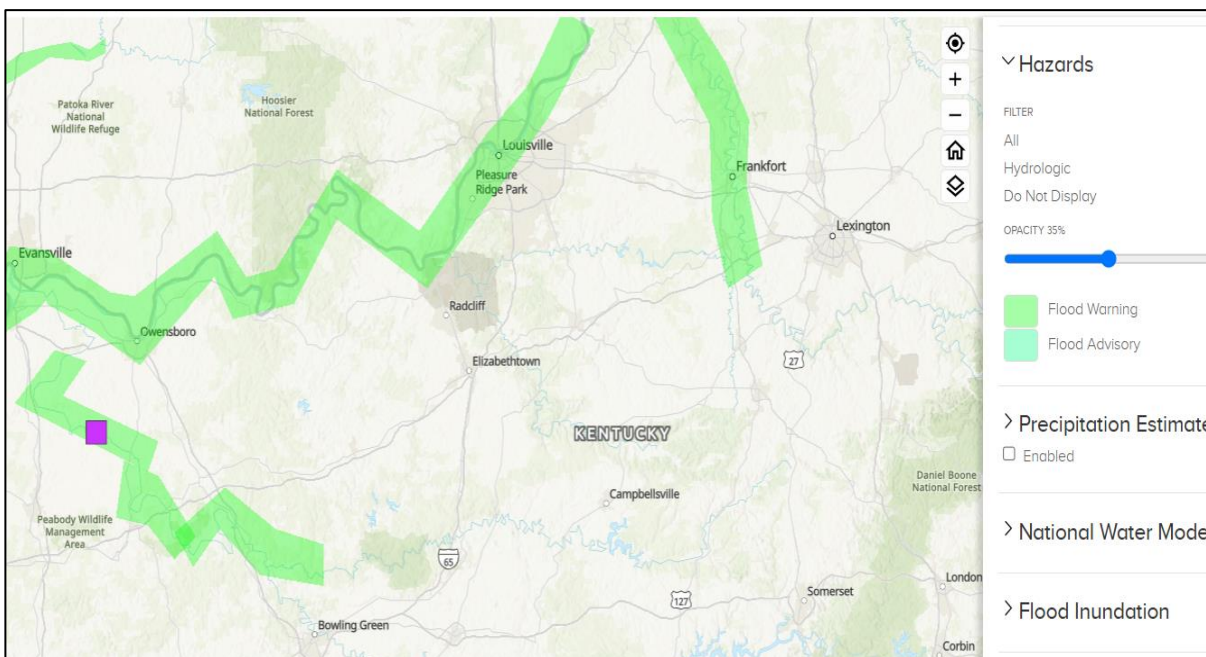 Patoka River
National
Wildlife Refuge
Hoosier
National Forest
Louisville
Pleasure
Ridge Park
Frankfort
Lexington
Evansville
Radcliff
Owensboro
Elizabethtown
27
KENTUCKY
Daniel Boone
National Forest
Campbellsville
Peabody Wildlife
Management
Area
65
127
Somerset
London
Bowling Green
Corbin
+
−
Hazards
FILTER
All
Hydrologic
Do Not Display
OPACITY 35%
Flood Warning
Flood Advisory
Precipitation Estimate
Enabled
National Water Mode
Flood Inundation